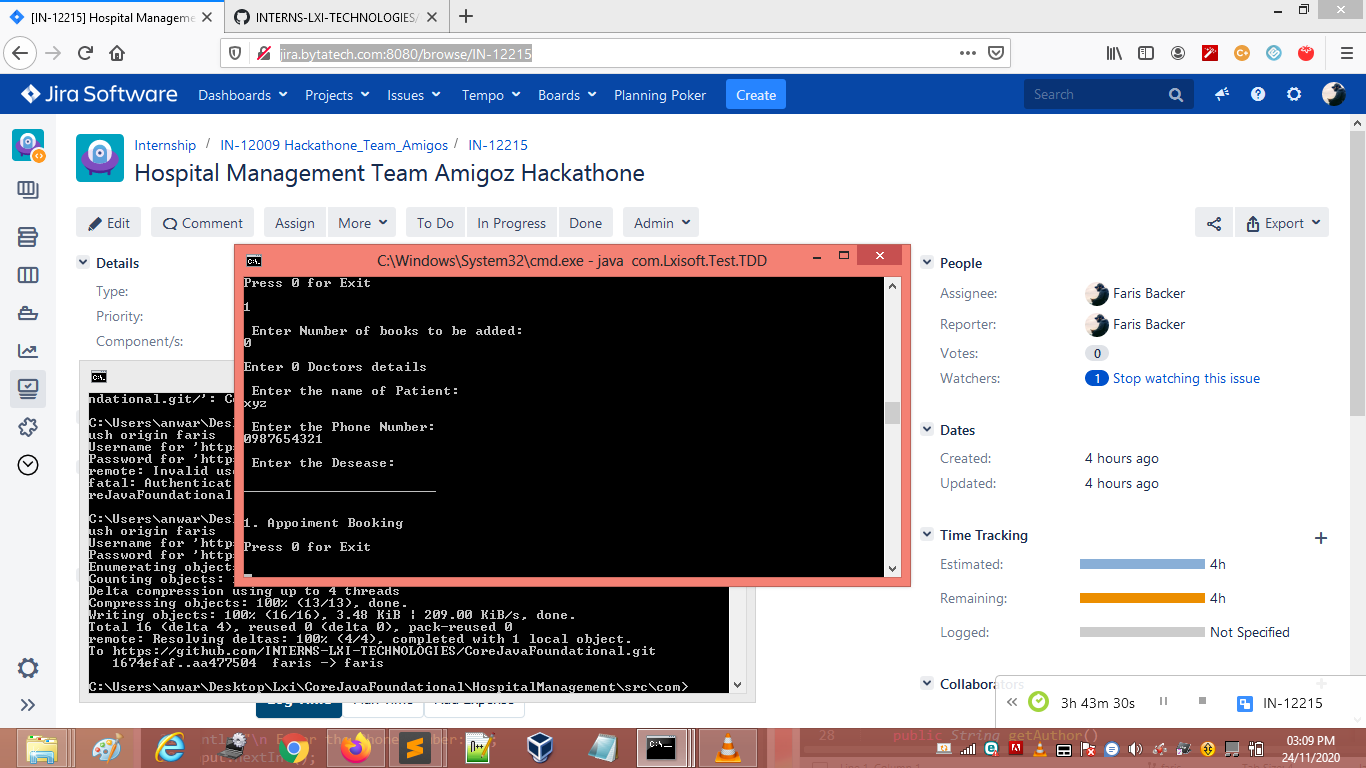 [IN-12215] Hospital Manageme
INTERNS-LXI-TECHNOLOGIES/
jira.bytatech.com:8080/browse/IN-12215
Jira Software
Dashboards
Projects
Issues
Tempo
Boards
Planning Poker
Create
Search
Internship / IN-12009 Hackathone_Team_Amigos / IN-12215
Hospital Management Team Amigoz Hackathone
Edit
Comment
Assign
More
To Do
In Progress
Done
Admin
Export
Details
Type:
Priority:
Component/s:
C:\Windows\System32\cmd.exe - java com.Lxisoft.Test.TDD
Press 0 for Exit
1
Enter Number of books to be added:
0
Enter 0 Doctors details
Enter the name of Patient:
xyz
Enter the Phone Number:
0987654321
Enter the Desease:
________________________
1. Appoiment Booking
Press 0 for Exit
ndational.git/': C
C:\Users\anwar\Des
ush origin faris
Username for 'http
Password for 'http
remote: Invalid us
fatal: Authenticat
reJavaFoundational
C:\Users\anwar\Des
ush origin faris
Username for 'http
Password for 'http
Enumerating object
Counting objects:
Delta compression using up to 4 threads
Compressing objects: 100% (13/13), done.
Writing objects: 100% (16/16), 3.48 KiB | 209.00 KiB/s, done.
Total 16 (delta 4), reused 0 (delta 0), pack-reused 0
remote: Resolving deltas: 100% (4/4), completed with 1 local object.
To https://github.com/INTERNS-LXI-TECHNOLOGIES/CoreJavaFoundational.git
1674efaf..aa477504  faris -> faris
C:\Users\anwar\Desktop\Lxi\CoreJavaFoundational\HospitalManagement\src\com>
People
Assignee: Faris Backer
Reporter: Faris Backer
Votes: 0
Watchers: 1 Stop watching this issue
Dates
Created: 4 hours ago
Updated: 4 hours ago
Time Tracking
Estimated: 4h
Remaining: 4h
Logged: Not Specified
Collaborators
3h 43m 30s
IN-12215
28 public String getAuthor()
03:09 PM
24/11/2020